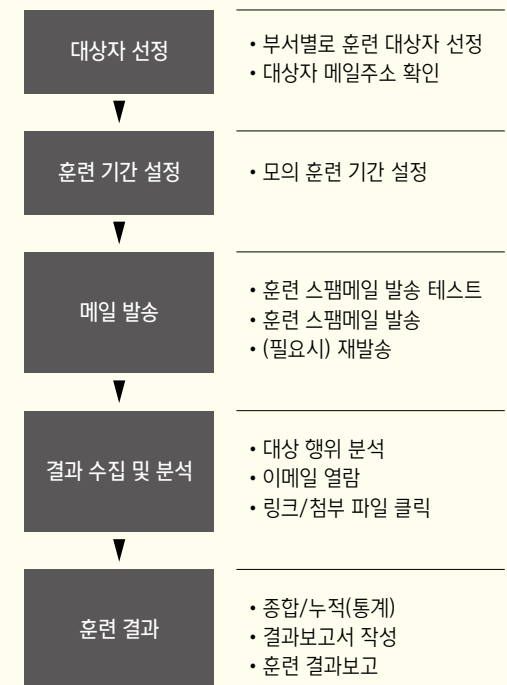 대상자 선정
• 부서별로 훈련 대상자 선정
• 대상자 메일주소 확인
훈련 기간 설정
• 모의 훈련 기간 설정
메일 발송
• 훈련 스팸메일 발송 테스트
• 훈련 스팸메일 발송
• (필요시) 재발송
결과 수집 및 분석
• 대상 행위 분석
• 이메일 열람
• 링크/첨부 파일 클릭
훈련 결과
• 종합/누적(통계)
• 결과보고서 작성
• 훈련 결과보고